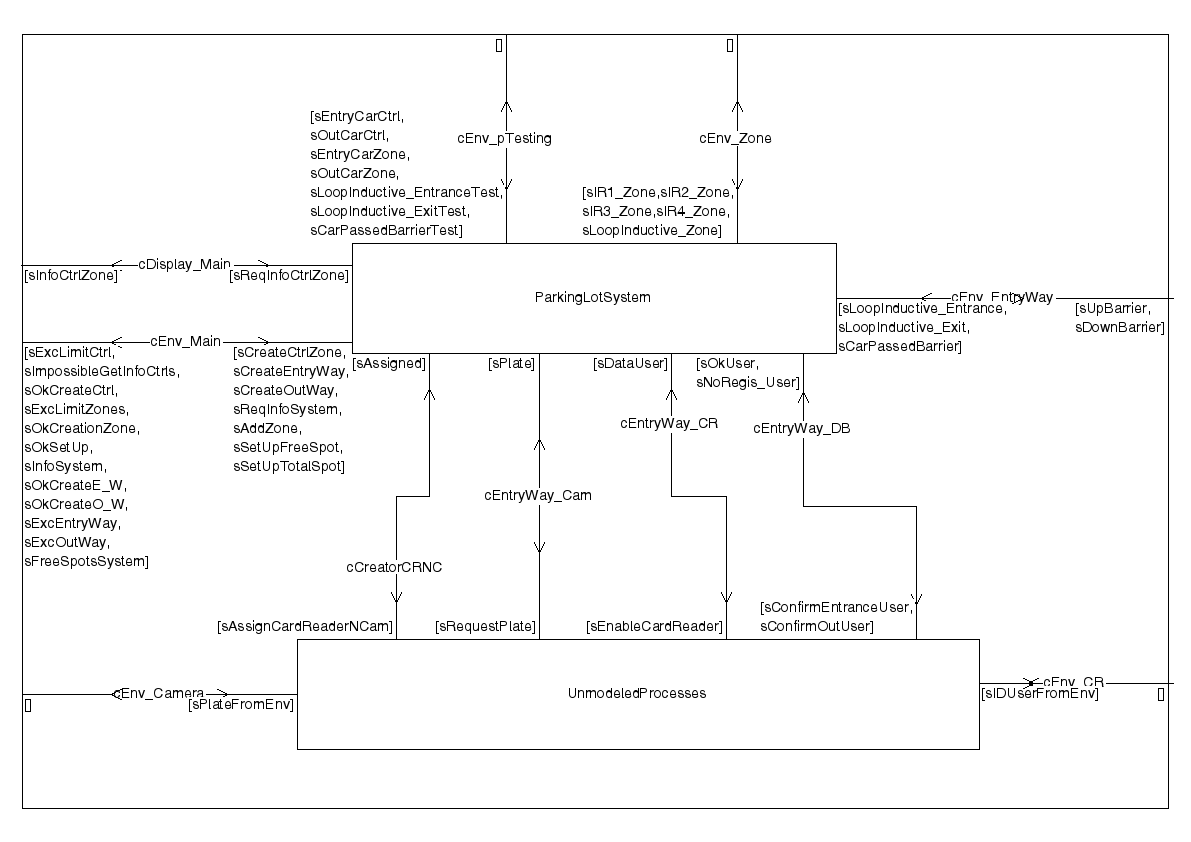 []
[]
[sEntryCarCtrl,
sOutCarCtrl,
sEntryCarZone,
sOutCarZone,
sLoopInductive_EntranceTest,
sLoopInductive_ExitTest,
sCarPassedBarrierTest]
cEnv_pTesting
cEnv_Zone
[sIR1_Zone,sIR2_Zone,
sIR3_Zone,sIR4_Zone,
sLoopInductive_Zone]
cDisplay_Main
[sInfoCtrlZone]
[sReqInfoCtrlZone]
ParkingLotSystem
cEnv_EntryWay
[sLoopInductive_Entrance,
sLoopInductive_Exit,
sCarPassedBarrier]
[sUpBarrier,
sDownBarrier]
cEnv_Main
[sExcLimitCtrl,
sImpossibleGetInfoCtrls,
sOkCreateCtrl,
sExcLimitZones,
sOkCreationZone,
sOkSetUp,
sInfoSystem,
sOkCreateE_W,
sOkCreateO_W,
sExcEntryWay,
sExcOutWay,
sFreeSpotsSystem]
[sCreateCtrlZone,
sCreateEntryWay,
sCreateOutWay,
sReqInfoSystem,
sAddZone,
sSetUpFreeSpot,
sSetUpTotalSpot]
[sAssigned]
[sPlate]
[sDataUser]
[sOkUser,
sNoRegis_User]
cEntryWay_CR
cEntryWay_DB
cEntryWay_Cam
cCreatorCRNC
[sAssignCardReaderNCam]
[sRequestPlate]
[sEnableCardReader]
[sConfirmEntranceUser,
sConfirmOutUser]
cEnv_Camera
[]
[sPlateFromEnv]
UnmodeledProcesses
cEnv_CR
[sIDUserFromEnv]
[]